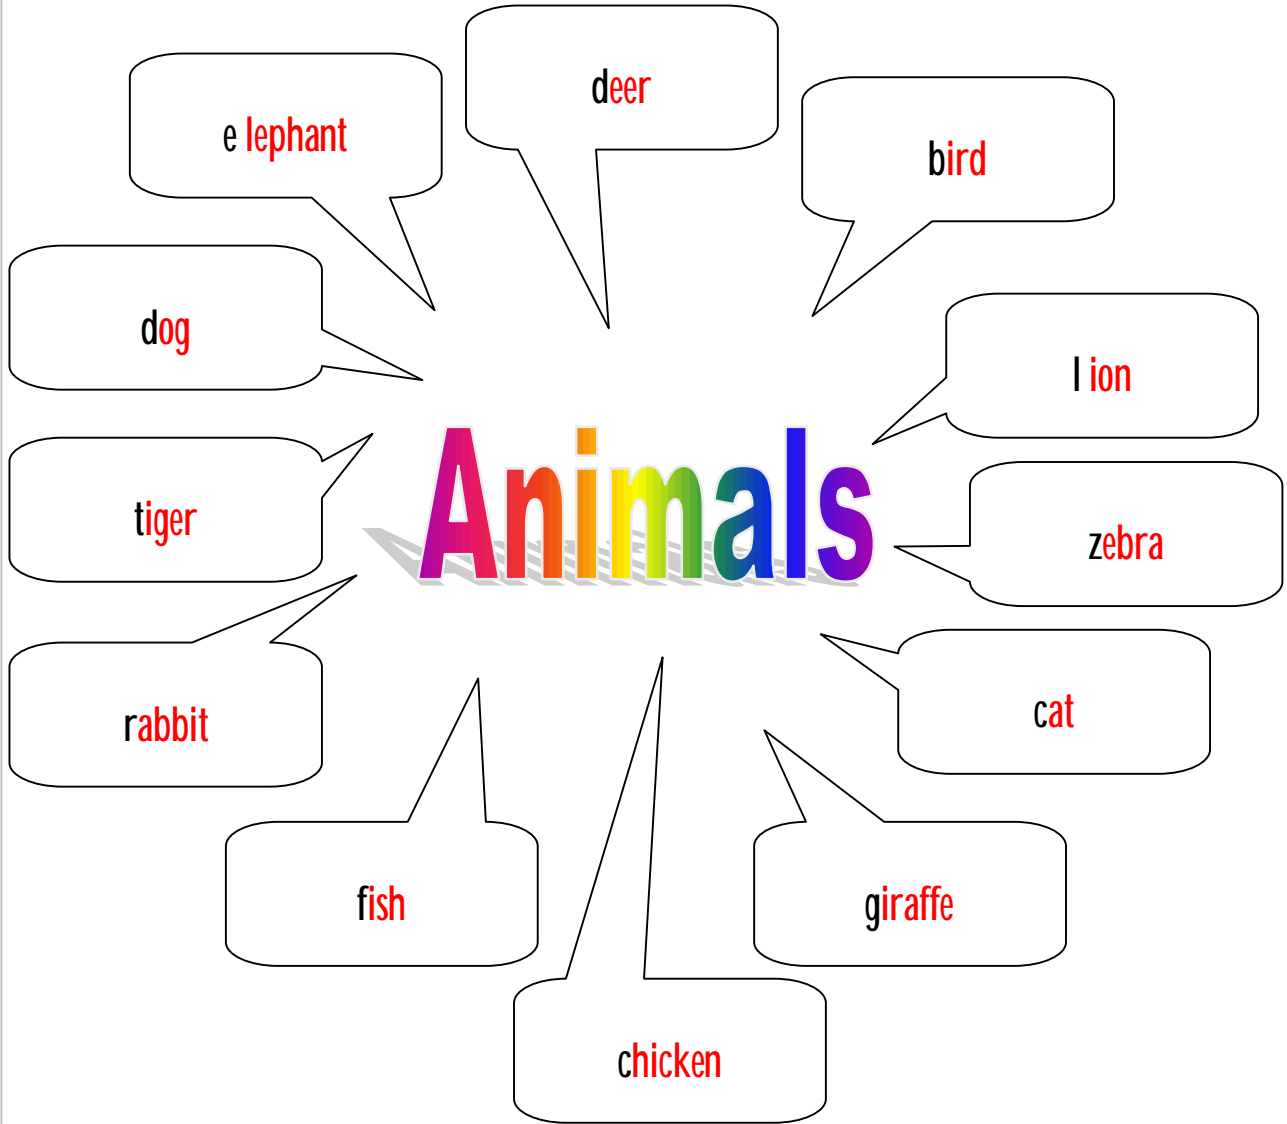 deer
e lephant
bird
dog
l ion
Animals
tiger
zebra
rabbit
cat
fish
giraffe
chicken